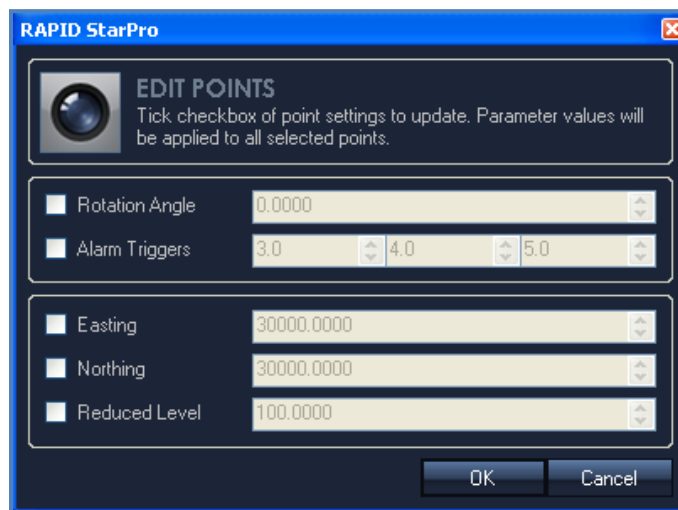 RAPID StarPro
EDIT POINTS
Tick checkbox of point settings to update. Parameter values will
be applied to all selected points.
Rotation Angle 0.0000
Alarm Triggers 3.0 4.0 5.0
Easting 30000.0000
Northing 30000.0000
Reduced Level 100.0000
OK Cancel